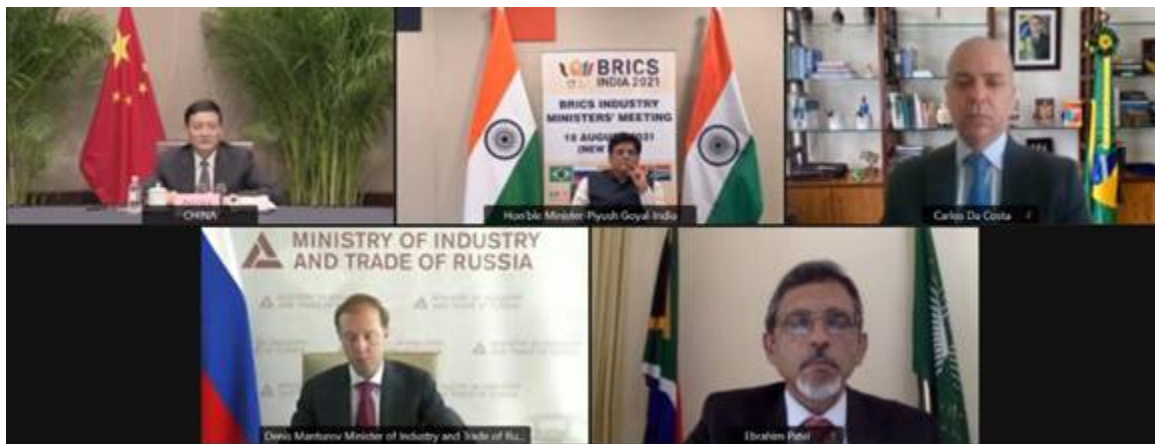 CHINA
BRICS
INDIA 2021
BRICS INDUSTRY
MINISTERS' MEETING
18 AUGUST 2021
(NEW
Hon'ble Minister-Piyush Goyal India
Carlos Da Costa
MINISTRY OF INDUSTRY
AND TRADE OF RUSSIA
Denis Manturov Minister of Industry and Trade of Ru...
Ebrahim Patel